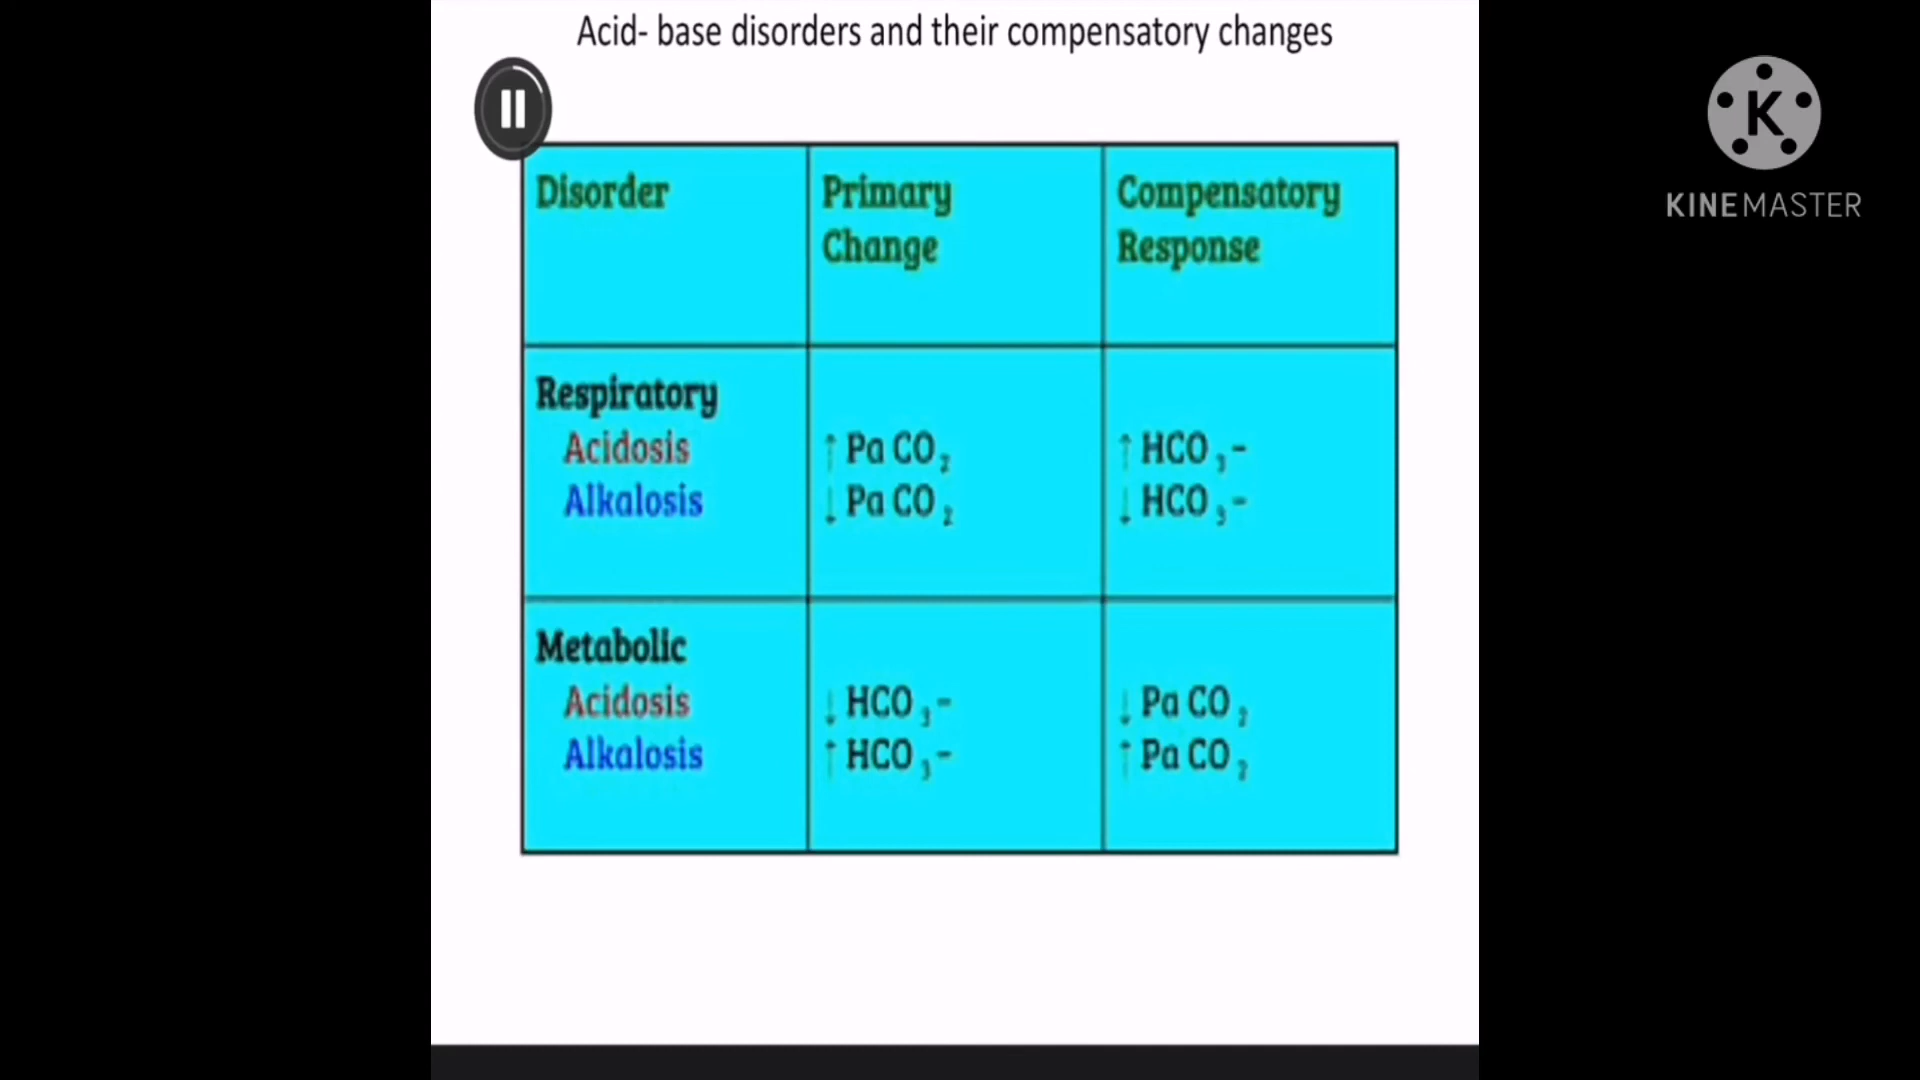 Acid- base disorders and their compensatory changes
K
KINEMASTER
Disorder
Primary
Change
Compensatory
Response
Respiratory
Acidosis
↑ Pa CO₂
↑ HCO₃-
Alkalosis
↓ Pa CO₂
↓ HCO₃-
Metabolic
Acidosis
↓ HCO₃-
↓ Pa CO₂
Alkalosis
↑ HCO₃-
↑ Pa CO₂